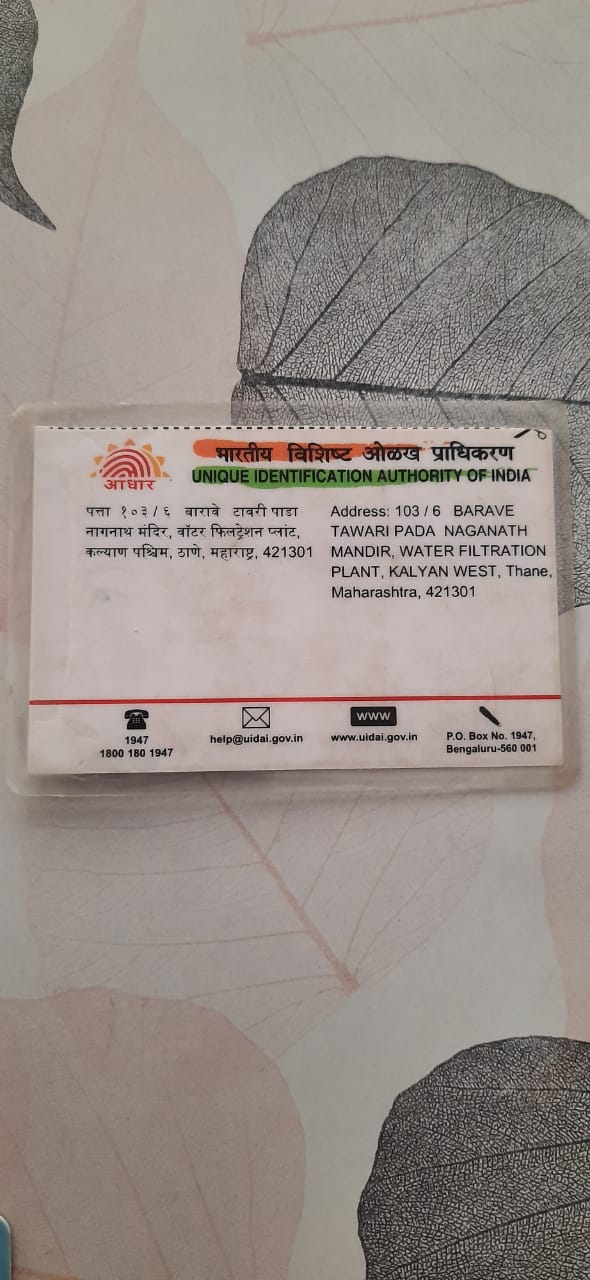 आधार
भारतीय विशिष्ट ओळख प्राधिकरण
UNIQUE IDENTIFICATION AUTHORITY OF INDIA
पत्ता १०३ / ६ बारावे टावरी पाडा
नागनाथ मंदिर, वॉटर फिलट्रेशन प्लांट,
कल्याण पश्चिम, ठाणे, महाराष्ट्र, 421301
Address: 103 / 6 BARAVE
TAWARI PADA NAGANATH
MANDIR, WATER FILTRATION
PLANT, KALYAN WEST, Thane,
Maharashtra, 421301
1947
1800 180 1947
help@uidai.gov.in
WWW
www.uidai.gov.in
P.O. Box No. 1947,
Bengaluru-560 001